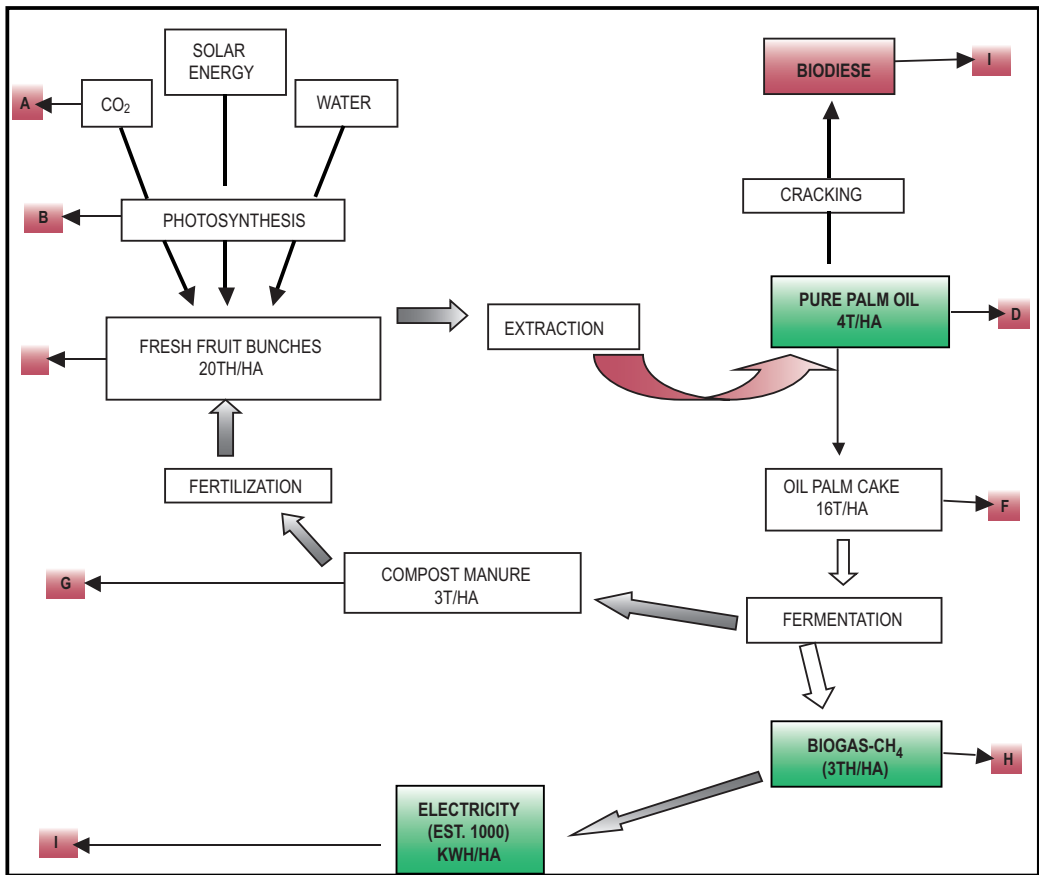 SOLAR
ENERGY
A
CO₂
WATER
B
PHOTOSYNTHESIS
FRESH FRUIT BUNCHES
20TH/HA
EXTRACTION
BIODIESE
I
CRACKING
PURE PALM OIL
4T/HA
D
FERTILIZATION
OIL PALM CAKE
16T/HA
F
G
COMPOST MANURE
3T/HA
FERMENTATION
BIOGAS-CH₄
(3TH/HA)
H
ELECTRICITY
(EST. 1000)
KWH/HA
I